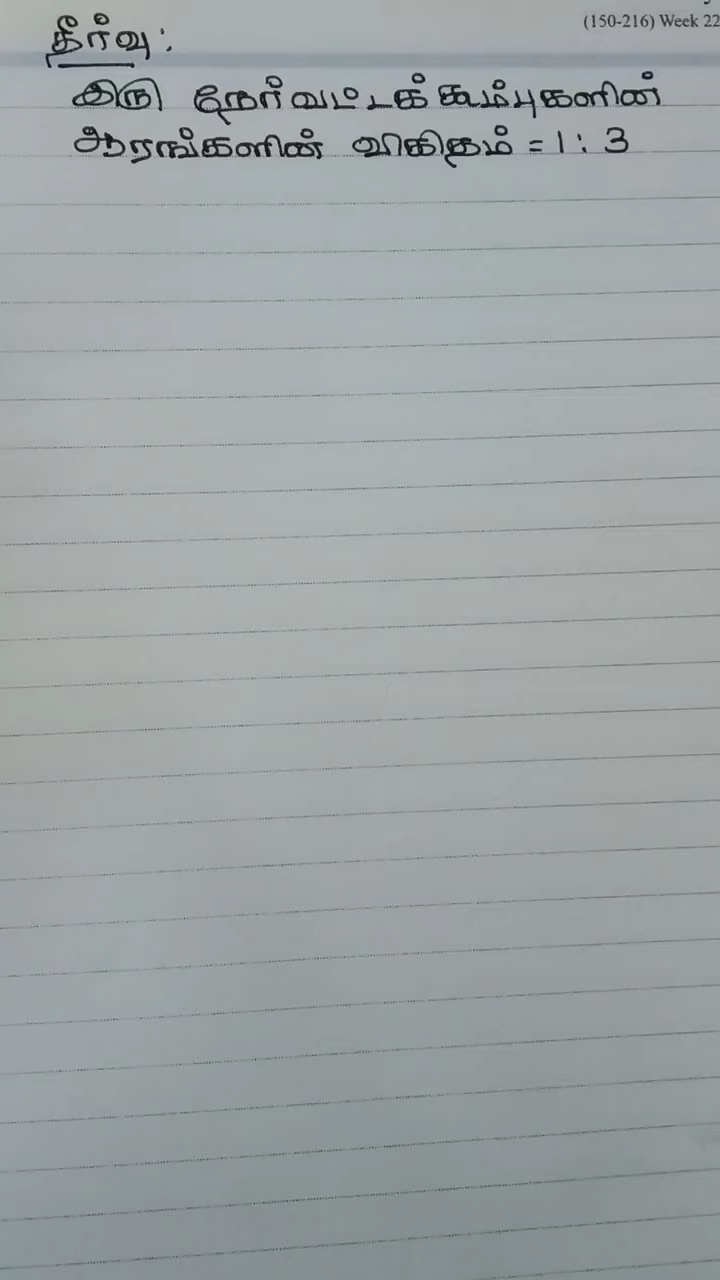 (150-216) Week 22
தீர்வு:
இரு நேர்வட்டக் கூம்புகளின்
ஆரங்களின் விகிதம் = 1 : 3